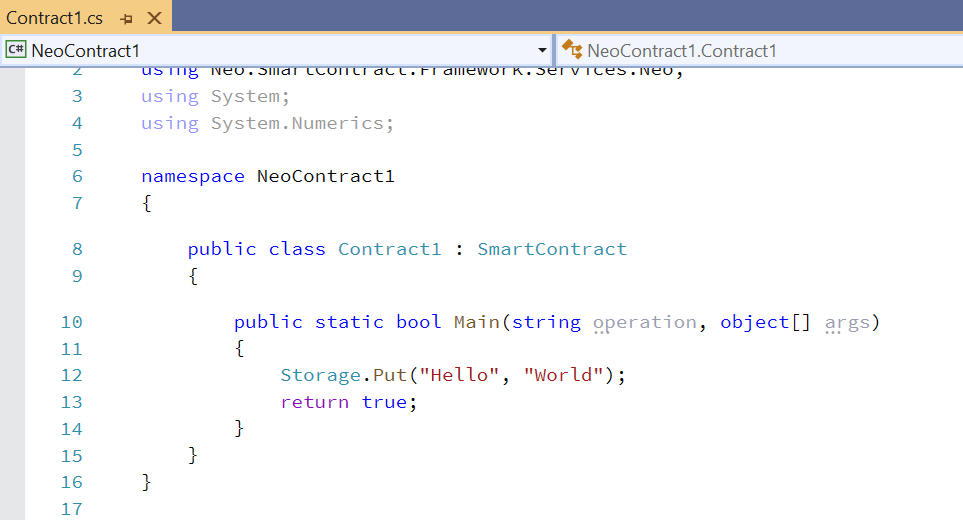 Contract1.cs
C# NeoContract1
NeoContract1.Contract1
2 using Neo.SmartContract.Framework.Services.Neo;
3 using System;
4 using System.Numerics;
5
6 namespace NeoContract1
7 {
8 public class Contract1 : SmartContract
9 {
10 public static bool Main(string operation, object[] args)
11 {
12 Storage.Put("Hello", "World");
13 return true;
14 }
15 }
16 }
17